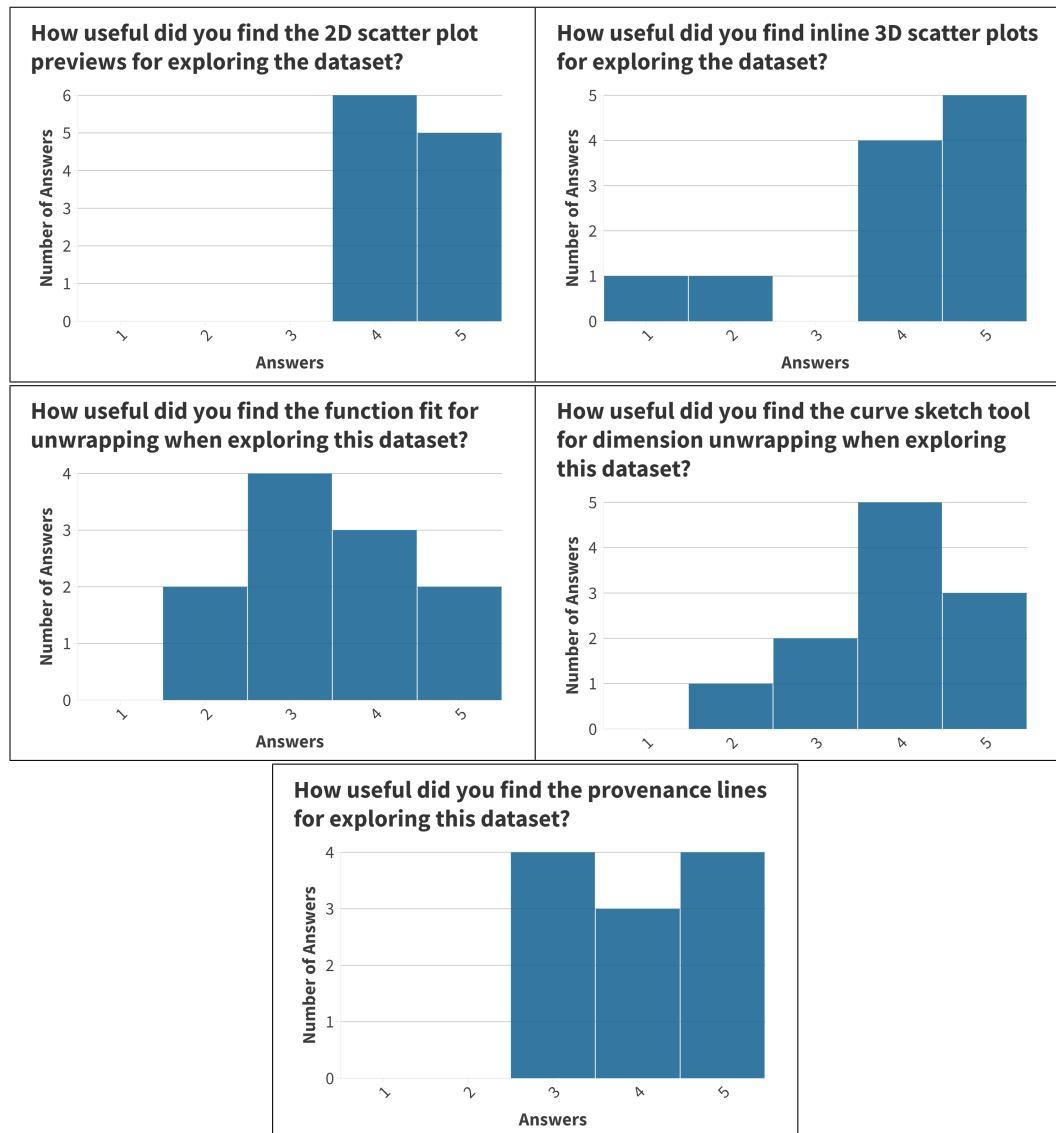 How useful did you find the 2D scatter plot
previews for exploring the dataset?
6
5
4
3
2
1
0
Number of Answers
1
2
3
4
5
Answers
How useful did you find inline 3D scatter plots
for exploring the dataset?
5
4
3
2
1
0
Number of Answers
1
2
3
4
5
Answers
How useful did you find the function fit for
unwrapping when exploring this dataset?
4
3
2
1
0
Number of Answers
1
2
3
4
5
Answers
How useful did you find the curve sketch tool
for dimension unwrapping when exploring
this dataset?
5
4
3
2
1
0
Number of Answers
1
2
3
4
5
How useful did you find the provenance lines
for exploring this dataset?
4
3
2
1
0
Number of Answers
1
2
3
4
5
Answers